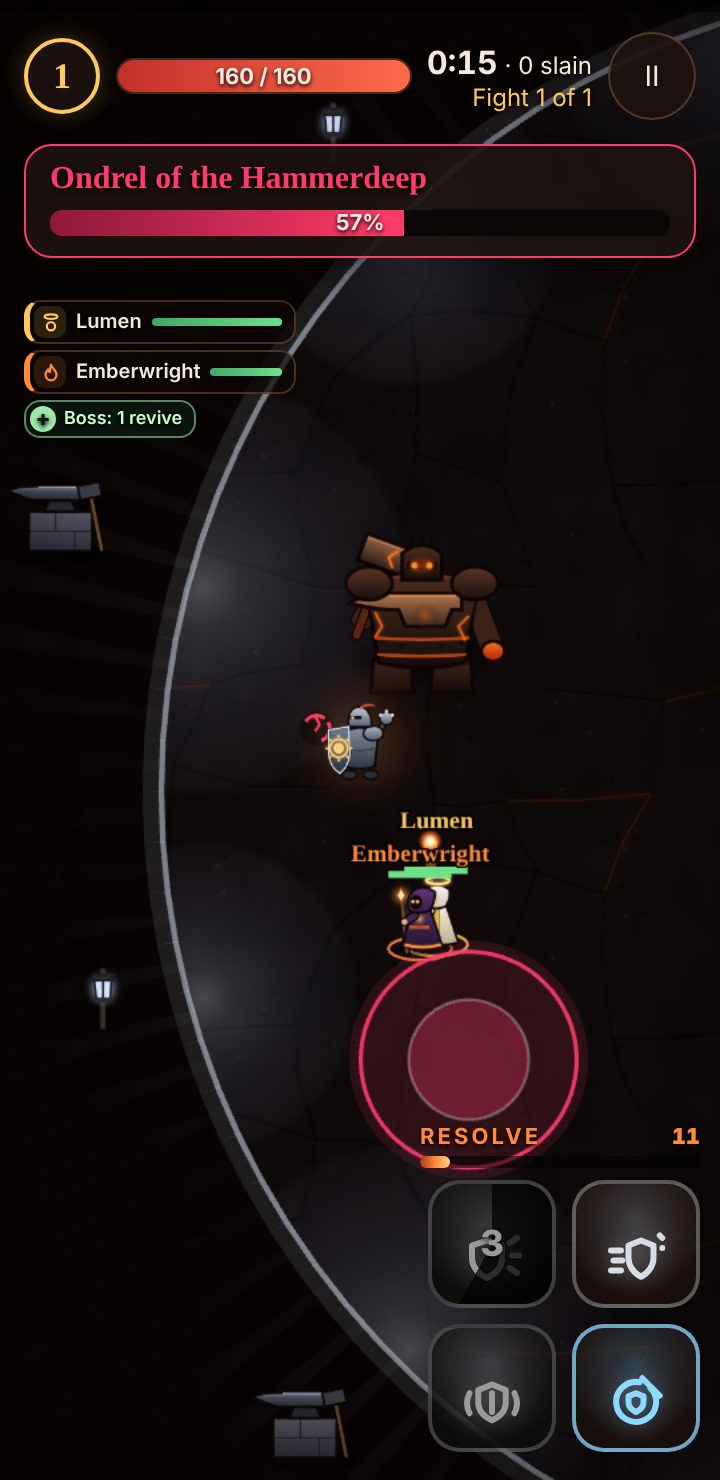 1
160 / 160
0:15 · 0 slain
Fight 1 of 1
Ondrel of the Hammerdeep
57%
Lumen
Emberwright
Boss: 1 revive
Lumen
Emberwright
RESOLVE 11
3